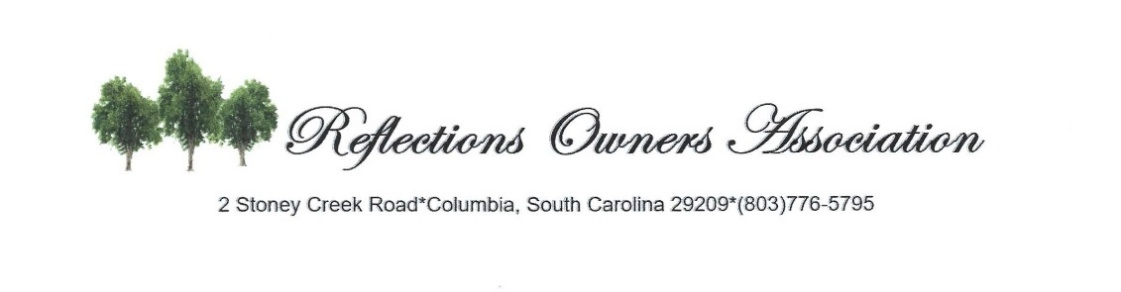 Reflections Owners Association
2 Stoney Creek Road*Columbia, South Carolina 29209*(803)776-5795